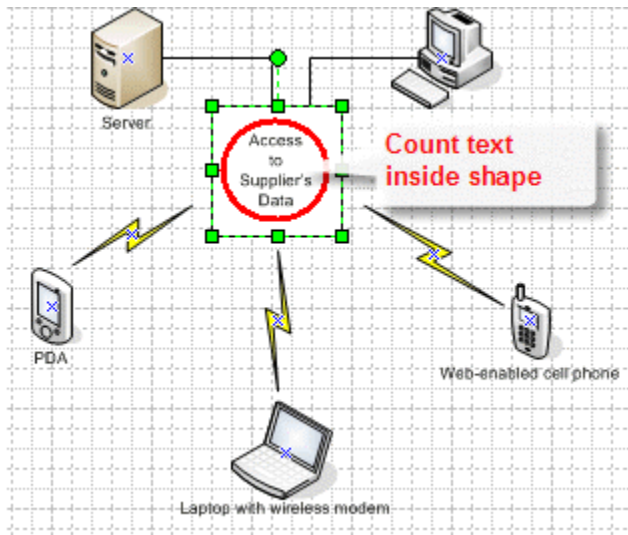 Server
Access
to
Supplier's
Data
Count text
inside shape
PDA
Web-enabled cell phone
Laptop with wireless modem